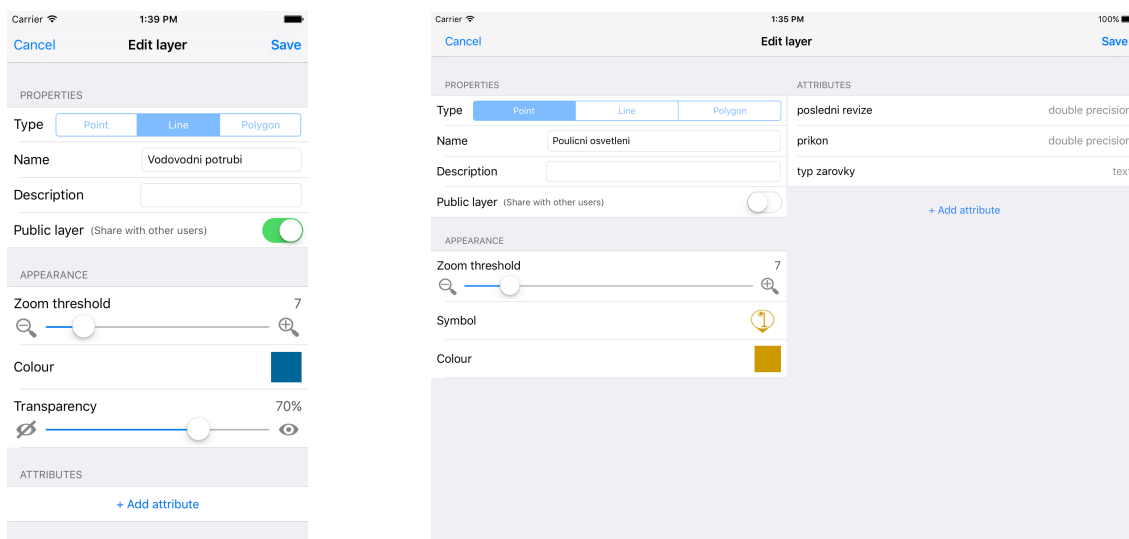 Carrier 1:39 PM
Cancel Edit layer Save
PROPERTIES
Type Point Line Polygon
Name Vodovodni potrubi
Description
Public layer (Share with other users)
APPEARANCE
Zoom threshold 7
Colour
Transparency 70%
ATTRIBUTES
+ Add attribute
Carrier 1:35 PM 100%
Cancel Edit layer Save
PROPERTIES
Type Point Line Polygon
Name Poulicni osvetleni
Description
Public layer (Share with other users)
APPEARANCE
Zoom threshold 7
Symbol
Colour
ATTRIBUTES
posledni revize double precision
prikon double precision
typ zarovky text
+ Add attribute